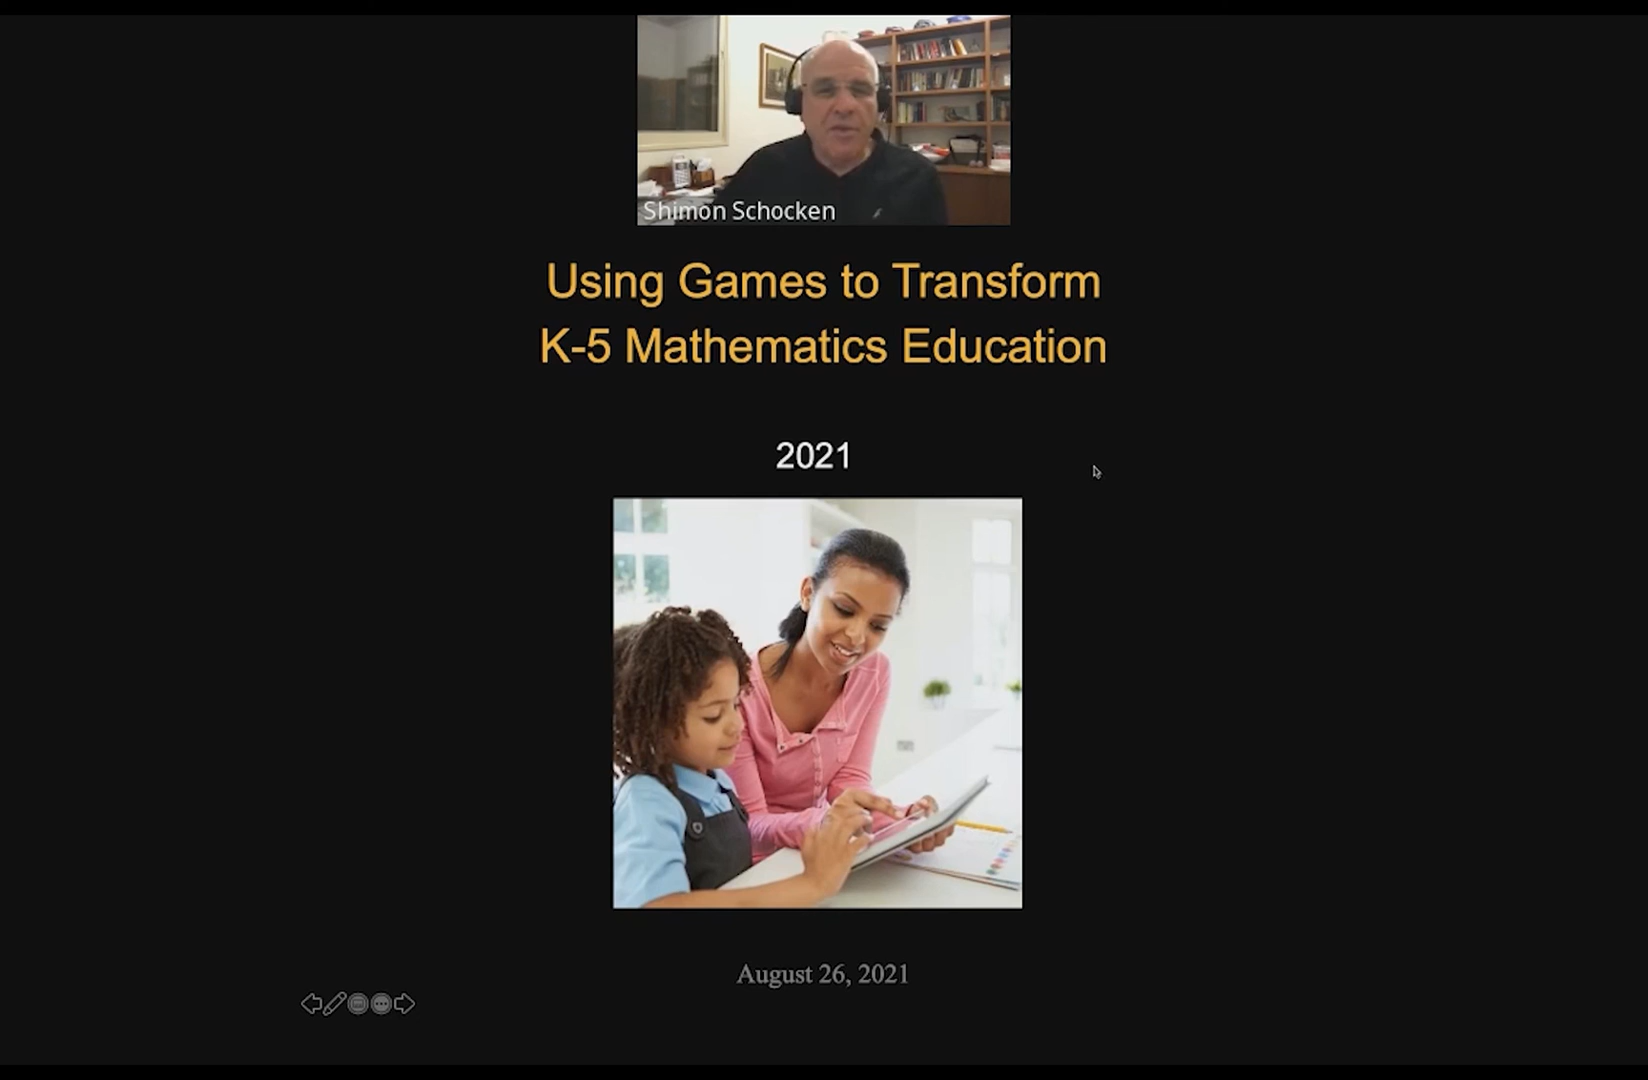 Shimon Schocken
Using Games to Transform
K-5 Mathematics Education
2021
August 26, 2021